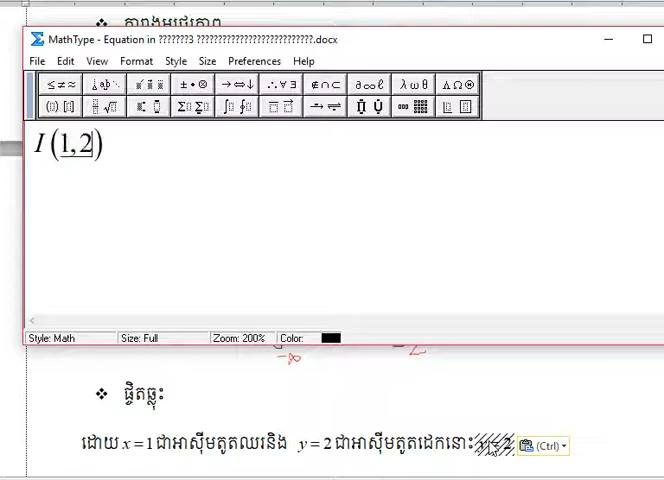 MathType - Equation in ???????3 ??????????????????????????.docx
File Edit View Format Style Size Preferences Help
I (1, 2)
Style: Math Size: Full Zoom: 200% Color:
-∞ 2
❖ ផ្ចិតឆ្លុះ
ដោយ x = 1 ជាអាស៊ីមតូតឈរនិង y = 2 ជាអាស៊ីមតូតដេកនោះ y = 2 (Ctrl)